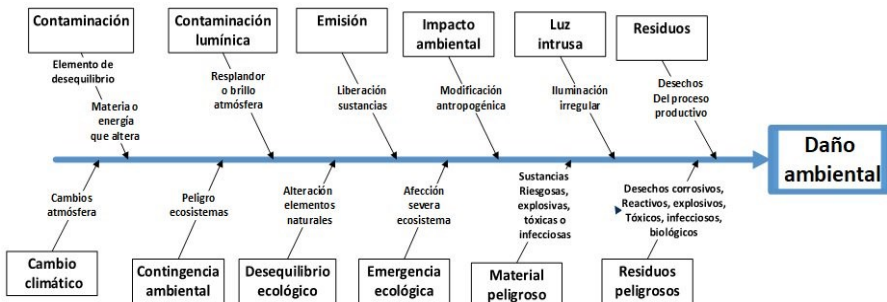 Contaminación
Contaminación
lumínica
Emisión
Impacto
ambiental
Luz
intrusa
Residuos
Elemento de
desequilibrio
Materia o
energía
que altera
Resplandor
o brillo
atmósfera
Liberación
sustancias
Modificación
antropogénica
Iluminación
irregular
Desechos
Del proceso
productivo
Daño
ambiental
Cambios
atmósfera
Peligro
ecosistemas
Alteración
elementos
naturales
Afección
severa
ecosistema
Sustancias
Riesgosas,
explosivas,
tóxicas o
infecciosas
Desechos corrosivos,
Reactivos, explosivos,
Tóxicos, infecciosos,
biológicos
Cambio
climático
Contingencia
ambiental
Desequilibrio
ecológico
Emergencia
ecológica
Material
peligroso
Residuos
peligrosos